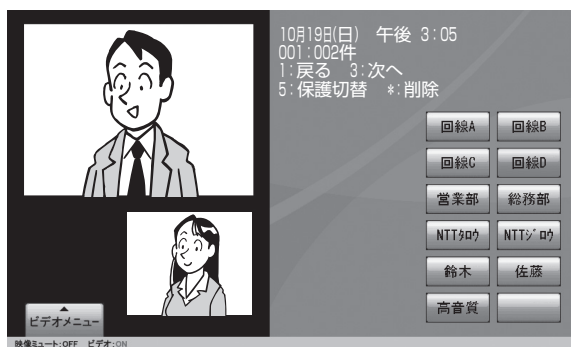 10月19日(日) 午後 3:05
001:002件
1:戻る 3:次へ
5:保護切替 *:削除
回線A 回線B
回線C 回線D
営業部 総務部
NTTタロウ NTTジロウ
鈴木 佐藤
高音質
ビデオメニュー
映像ミュート:OFF ビデオ:ON